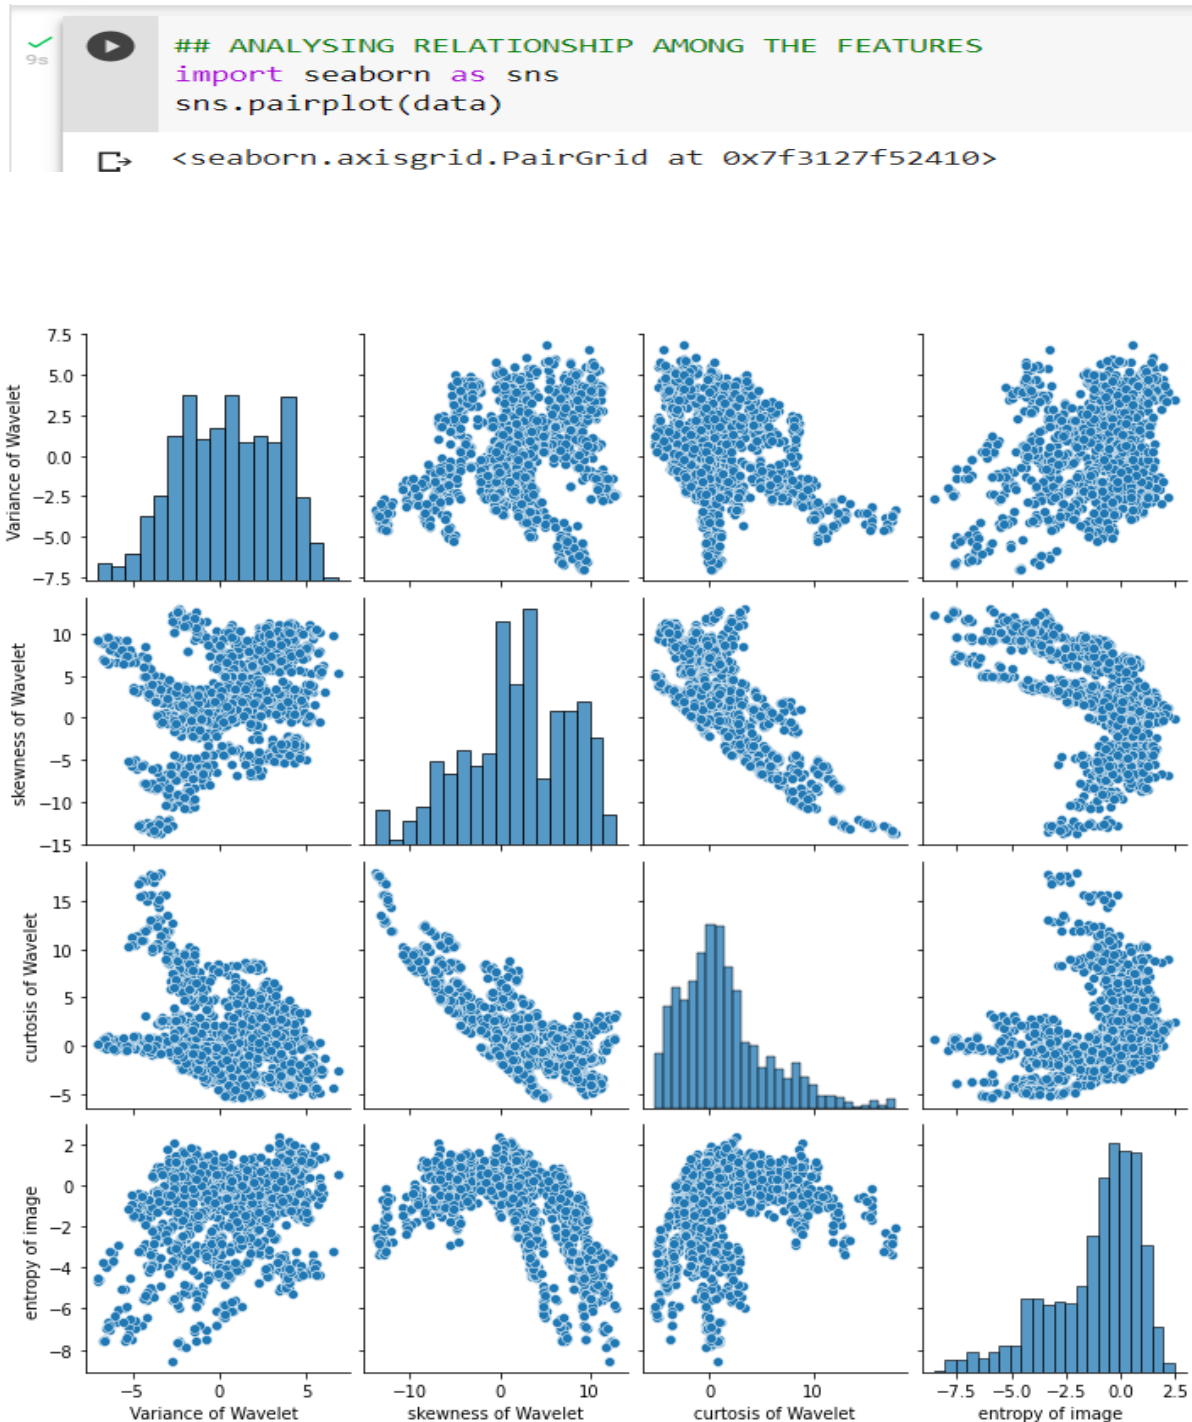 9s
## ANALYSING RELATIONSHIP AMONG THE FEATURES
import seaborn as sns
sns.pairplot(data)
<seaborn.axisgrid.PairGrid at 0x7f3127f52410>
Variance of Wavelet
7.5
5.0
2.5
0.0
−2.5
−5.0
−7.5
skewness of Wavelet
10
5
0
−5
−10
−15
curtosis of Wavelet
15
10
5
0
−5
entropy of image
2
0
−2
−4
−6
−8
−5 0 5 −10 0 10 0 10 −7.5 −5.0 −2.5 0.0 2.5
Variance of Wavelet skewness of Wavelet curtosis of Wavelet entropy of image